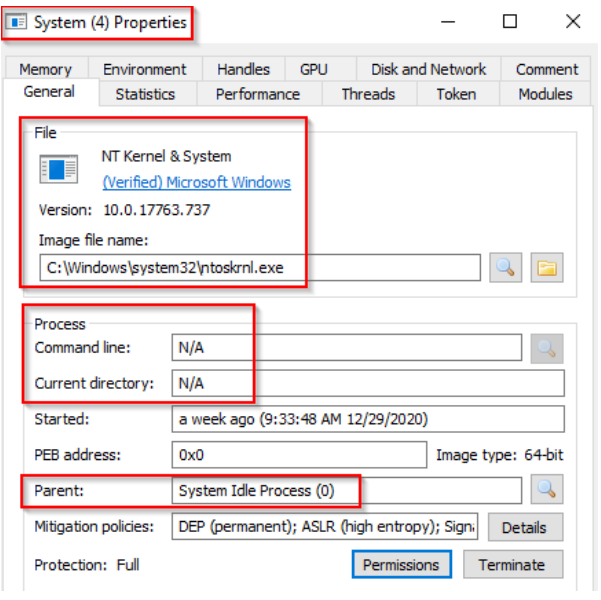 System (4) Properties
Memory Environment Handles GPU Disk and Network Comment
General Statistics Performance Threads Token Modules
File
NT Kernel & System
(Verified) Microsoft Windows
Version: 10.0.17763.737
Image file name:
C:\Windows\system32\ntoskrnl.exe
Process
Command line: N/A
Current directory: N/A
Started: a week ago (9:33:48 AM 12/29/2020)
PEB address: 0x0 Image type: 64-bit
Parent: System Idle Process (0)
Mitigation policies: DEP (permanent); ASLR (high entropy); Sign Details
Protection: Full Permissions Terminate